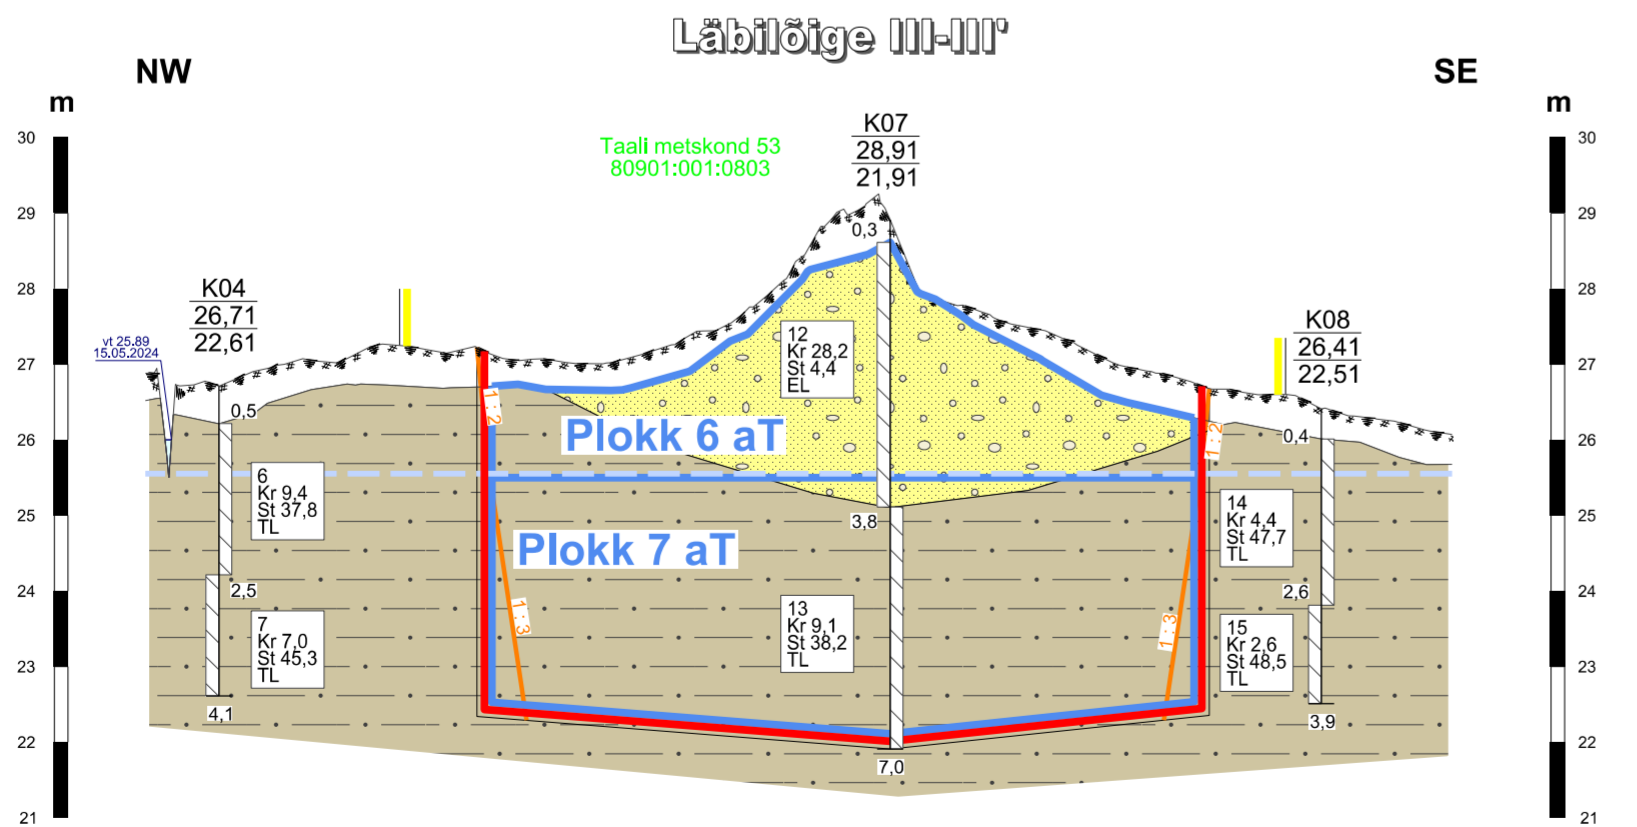 Läbilõige III-III'
NW
SE
m
m
30
29
28
27
26
25
24
23
22
21
30
29
28
27
26
25
24
23
22
21
Taali metskond 53
80901:001:0803
K07
28,91
21,91
K04
26,71
22,61
K08
26,41
22,51
vt 25.89
15.05.2024
0,3
0,5
0,4
12
Kr 28,2
St 4,4
EL
1 : 2
1 : 2
Plokk 6 aT
6
Kr 9,4
St 37,8
TL
3,8
14
Kr 4,4
St 47,7
TL
Plokk 7 aT
2,5
2,6
1 : 3
1 : 3
7
Kr 7,0
St 45,3
TL
13
Kr 9,1
St 38,2
TL
15
Kr 2,6
St 48,5
TL
4,1
3,9
7,0